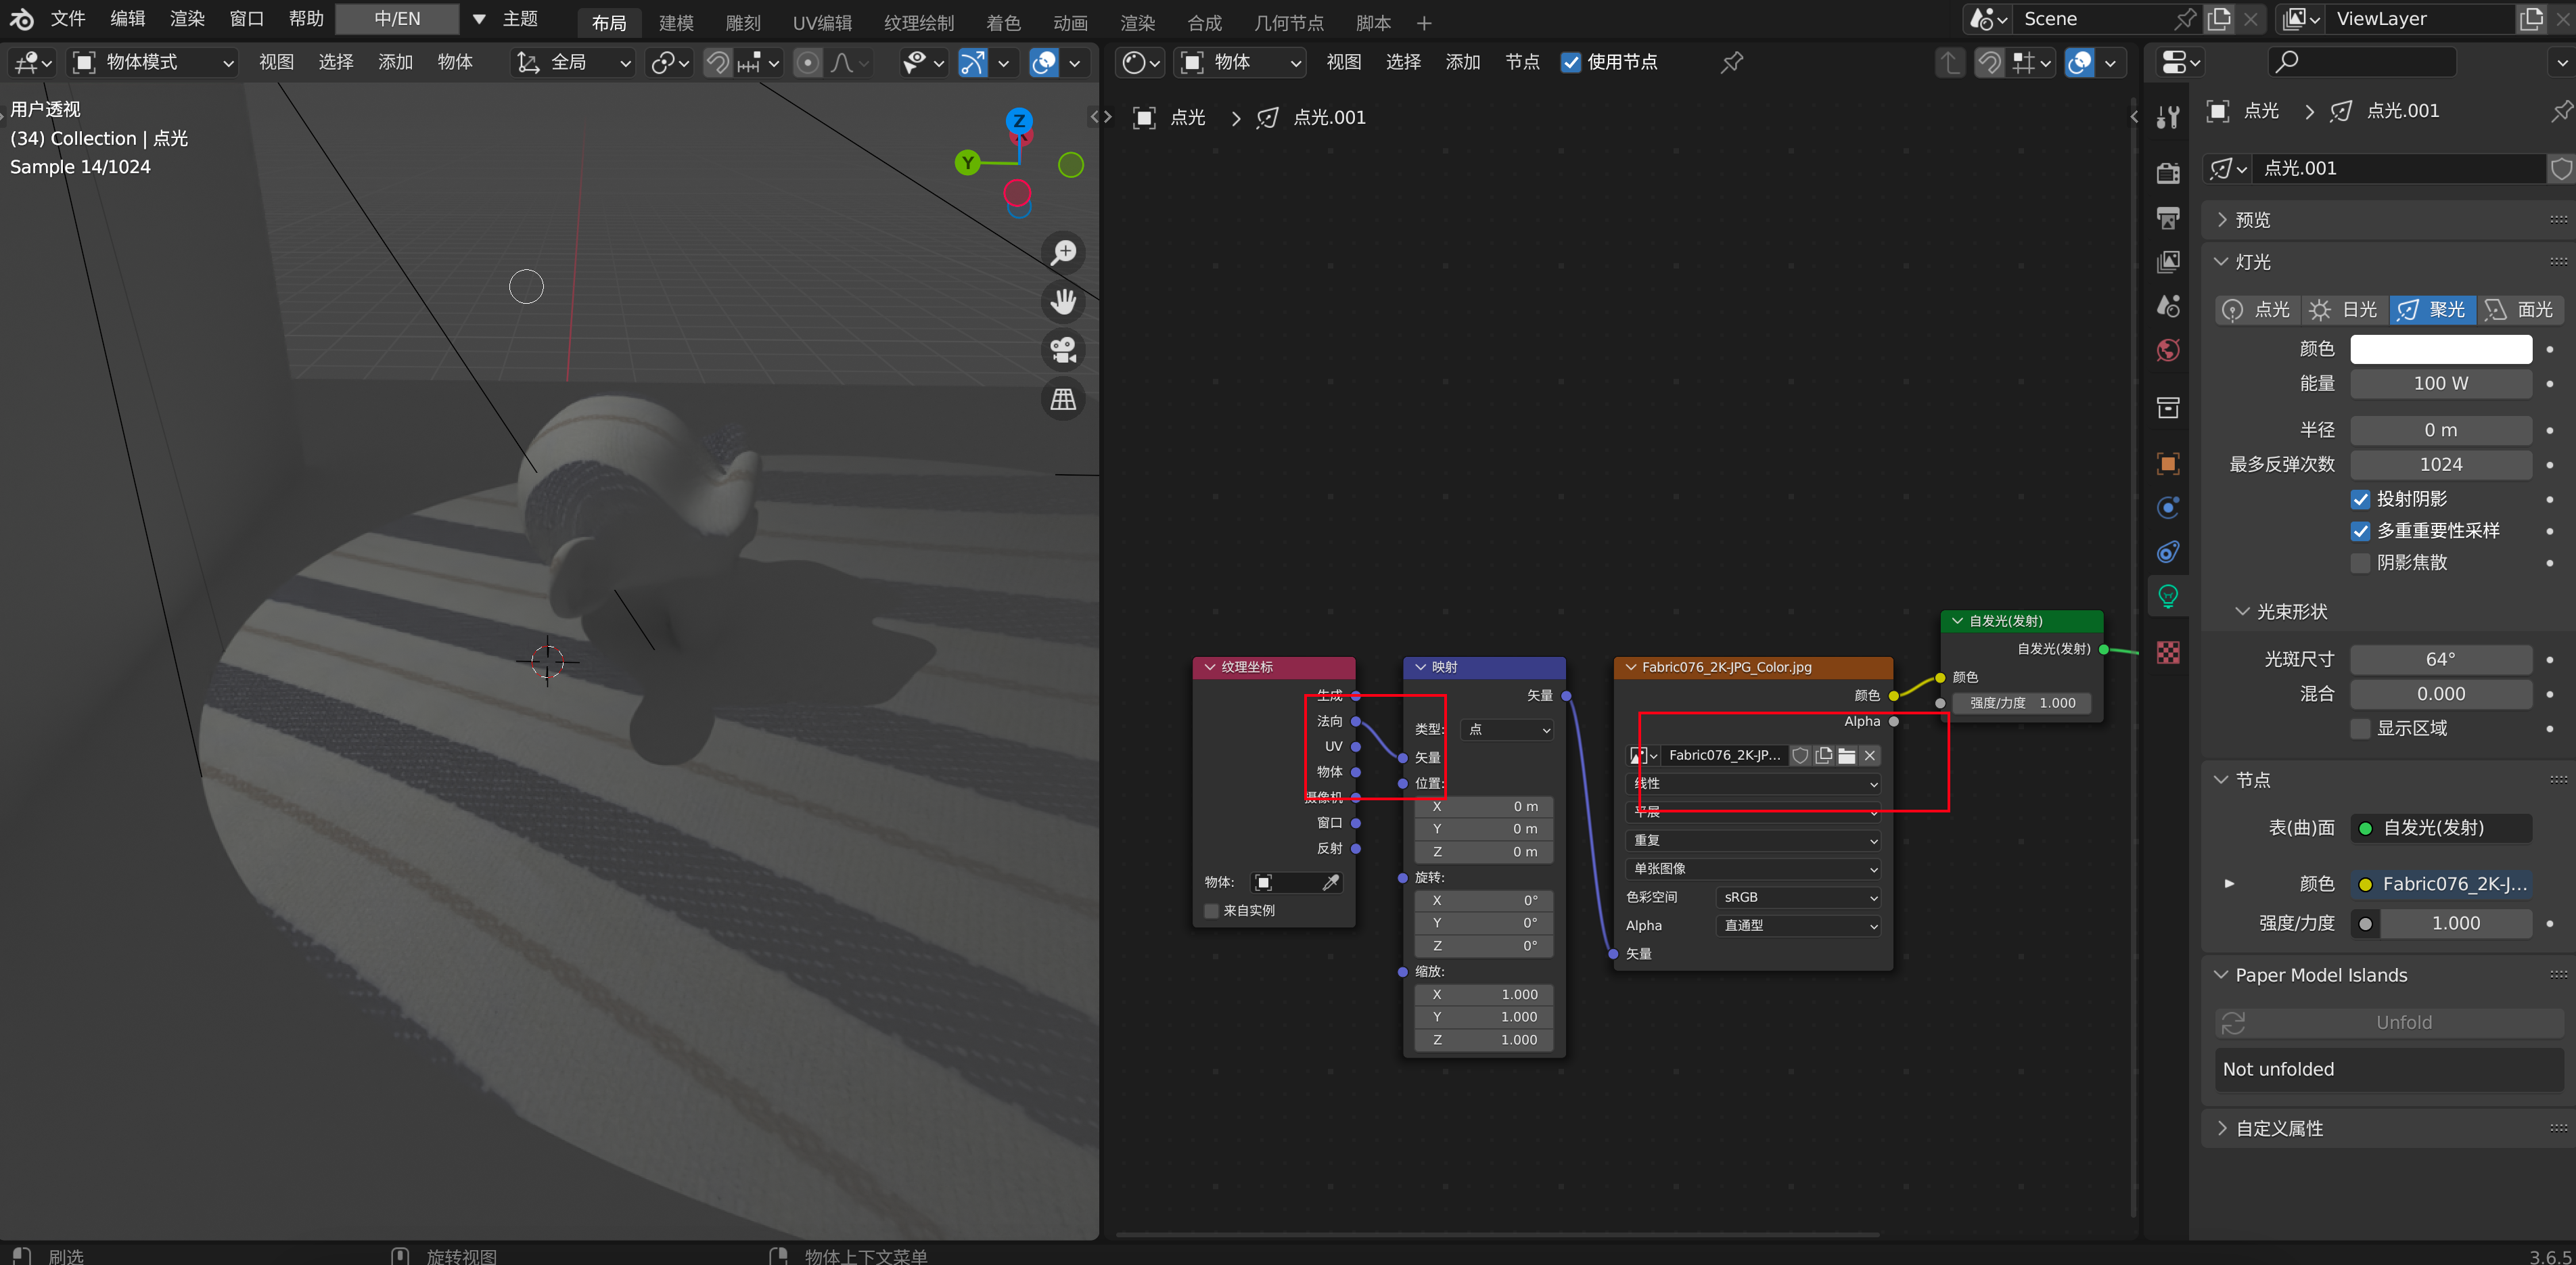 文件 编辑 渲染 窗口 帮助 中/EN ▼ 主题 布局 建模 雕刻 UV编辑 纹理绘制 着色 动画 渲染 合成 几何节点 脚本 + Scene ViewLayer
物体模式 视图 选择 添加 物体 全局
物体 视图 选择 添加 节点 使用节点
用户透视
(34) Collection | 点光
Sample 14/1024
Z
Y
点光 > 点光.001
纹理坐标
生成
法向
UV
物体
摄像机
窗口
反射
物体:
来自实例
映射
矢量
类型: 点
矢量
位置:
X 0 m
Y 0 m
Z 0 m
旋转:
X 0°
Y 0°
Z 0°
缩放:
X 1.000
Y 1.000
Z 1.000
Fabric076_2K-JPG_Color.jpg
颜色
Alpha
Fabric076_2K-JP...
线性
平展
重复
单张图像
色彩空间 sRGB
Alpha 直通型
矢量
自发光(发射)
自发光(发射)
颜色
强度/力度 1.000
点光 > 点光.001
点光.001
预览
灯光
点光 日光 聚光 面光
颜色
能量 100 W
半径 0 m
最多反弹次数 1024
投射阴影
多重重要性采样
阴影焦散
光束形状
光斑尺寸 64°
混合 0.000
显示区域
节点
表(曲)面 自发光(发射)
颜色 Fabric076_2K-J...
强度/力度 1.000
Paper Model Islands
Unfold
Not unfolded
自定义属性
刷选 旋转视图 物体上下文菜单 3.6.5